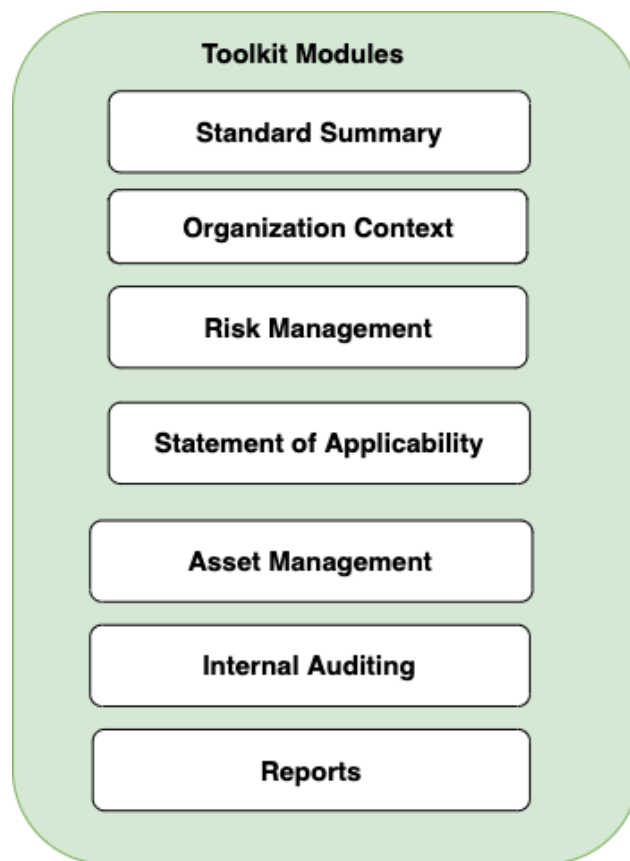 Toolkit Modules
Standard Summary
Organization Context
Risk Management
Statement of Applicability
Asset Management
Internal Auditing
Reports